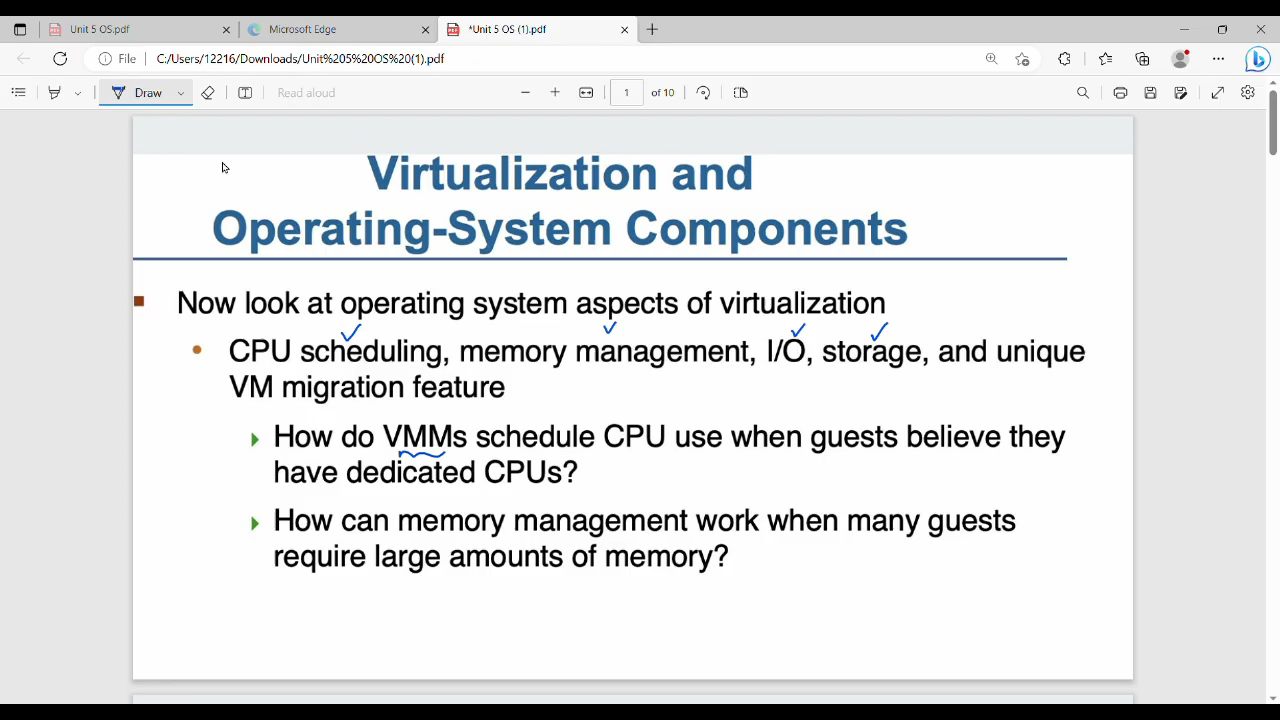 Unit 5 OS.pdf
Microsoft Edge
*Unit 5 OS (1).pdf
File C:/Users/12216/Downloads/Unit%205%20OS%20(1).pdf
Draw Read aloud 1 of 10
Virtualization and
Operating-System Components
Now look at operating system aspects of virtualization
CPU scheduling, memory management, I/O, storage, and unique
VM migration feature
How do VMMs schedule CPU use when guests believe they
have dedicated CPUs?
How can memory management work when many guests
require large amounts of memory?